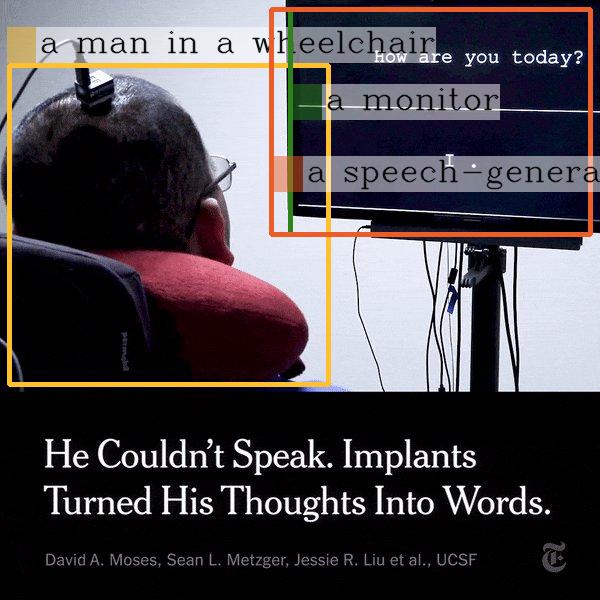 a man in a wheelchair
How are you today?
a monitor
I .
a speech-genera
permobil
He Couldn't Speak. Implants
Turned His Thoughts Into Words.
David A. Moses, Sean L. Metzger, Jessie R. Liu et al., UCSF
T